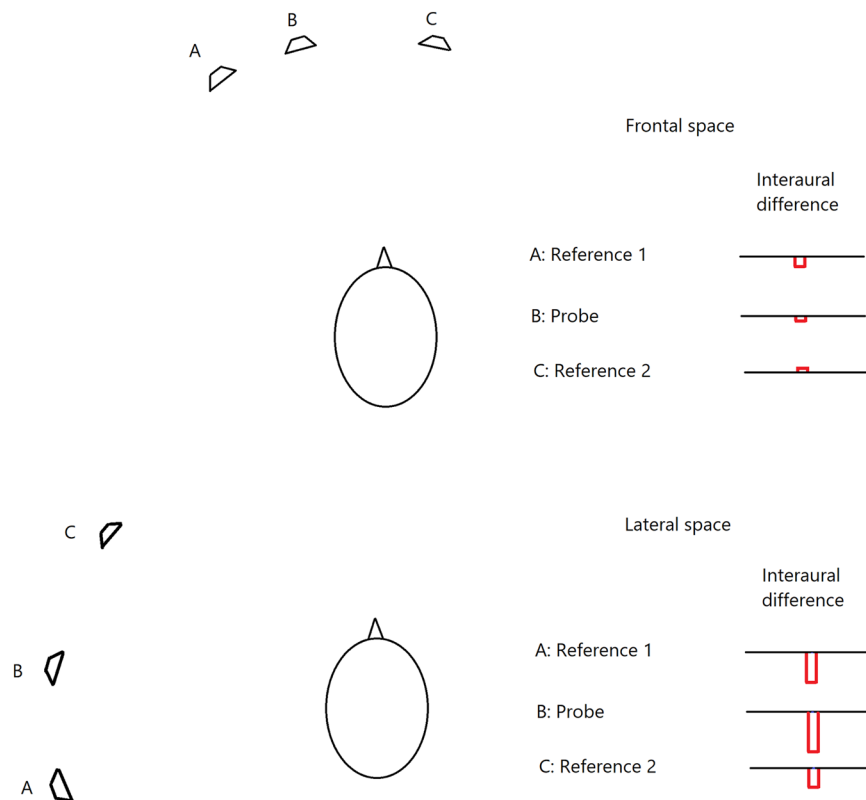 B
C
A
Frontal space
Interaural
difference
A: Reference 1
B: Probe
C: Reference 2
C
Lateral space
Interaural
difference
B
A: Reference 1
B: Probe
C: Reference 2
A